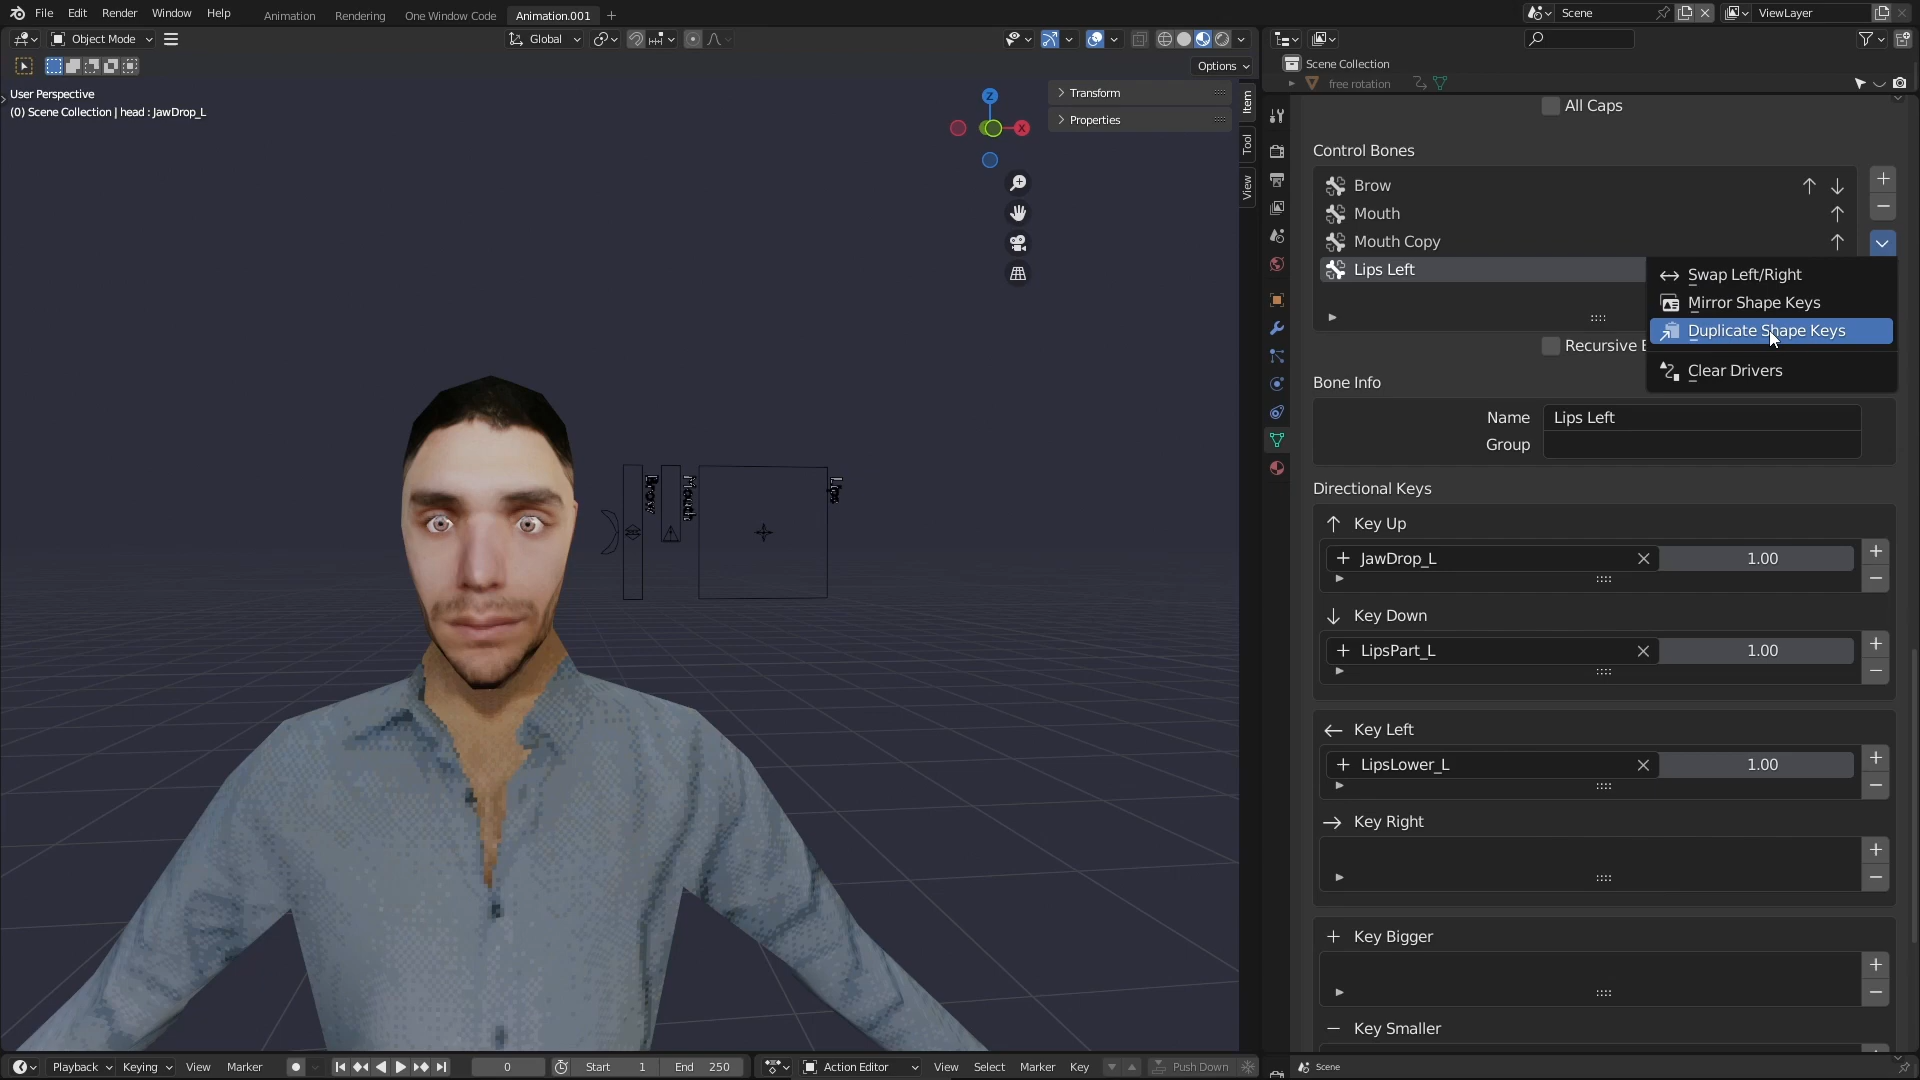 File Edit Render Window Help Animation Rendering One Window Code Animation.001 + Scene ViewLayer
Object Mode Global
Options
Scene Collection
free rotation
User Perspective
(0) Scene Collection | head : JawDrop_L
Transform
Properties
Item
Tool
View
Z
X
Brow
Mouth
Lips
All Caps
Control Bones
Brow
Mouth
Mouth Copy
Lips Left
Swap Left/Right
Mirror Shape Keys
Duplicate Shape Keys
Clear Drivers
Recursive
Bone Info
Name Lips Left
Group
Directional Keys
Key Up
JawDrop_L 1.00
Key Down
LipsPart_L 1.00
Key Left
LipsLower_L 1.00
Key Right
Key Bigger
Key Smaller
Playback Keying View Marker 0 Start 1 End 250 Action Editor View Select Marker Key Push Down Scene